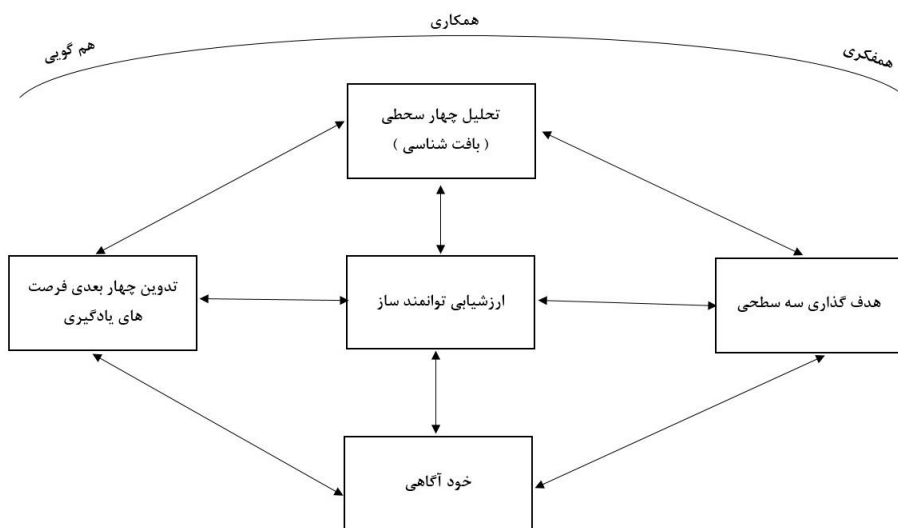 همکاری
همفکری
هم گویی
تحلیل چهار سحطی
( بافت شناسی )
هدف گذاری سه سطحی
ارزشیابی توانمند ساز
تدوین چهار بعدی فرصت
های یادگیری
خود آگاهی